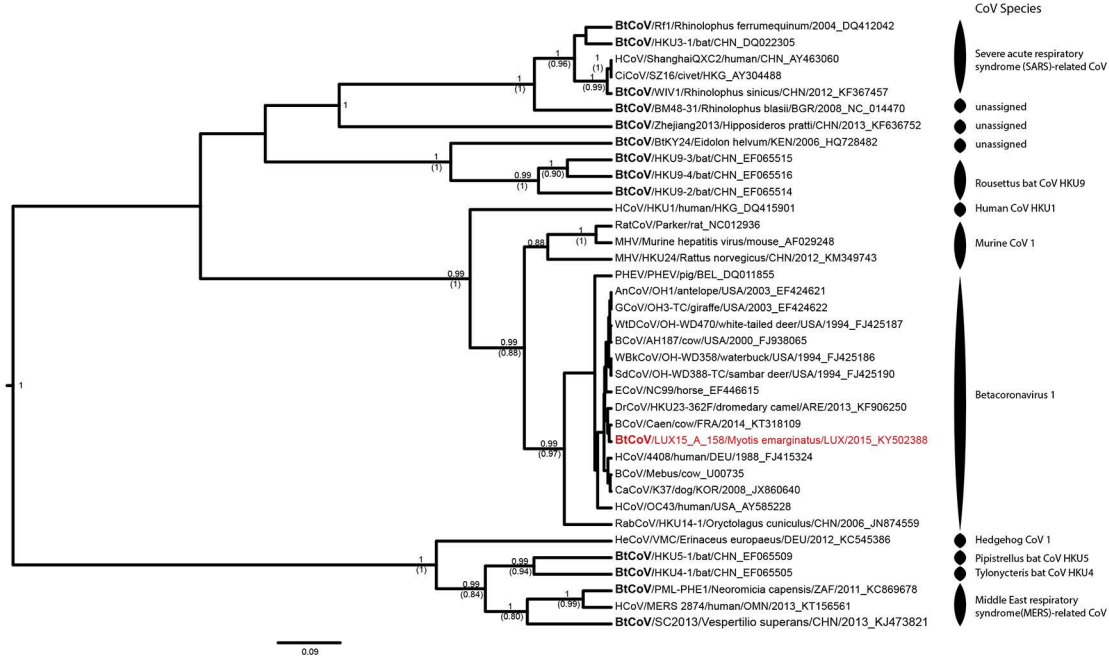 CoV Species
BtCoV/Rf1/Rhinolophus ferrumequinum/2004_DQ412042
BtCoV/HKU3-1/bat/CHN_DQ022305
HCoV/ShanghaiQXC2/human/CHN_AY463060
CiCoV/SZ16/civet/HKG_AY304488
BtCoV/WIV1/Rhinolophus sinicus/CHN/2012_KF367457
Severe acute respiratory
syndrome (SARS)-related CoV
BtCoV/BM48-31/Rhinolophus blasii/BGR/2008_NC_014470
unassigned
BtCoV/Zhejiang2013/Hipposideros pratti/CHN/2013_KF636752
unassigned
BtCoV/BtKY24/Eidolon helvum/KEN/2006_HQ728482
unassigned
BtCoV/HKU9-3/bat/CHN_EF065515
BtCoV/HKU9-4/bat/CHN_EF065516
BtCoV/HKU9-2/bat/CHN_EF065514
Rousettus bat CoV HKU9
HCoV/HKU1/human/HKG_DQ415901
Human CoV HKU1
RatCoV/Parker/rat_NC012936
MHV/Murine hepatitis virus/mouse_AF029248
MHV/HKU24/Rattus norvegicus/CHN/2012_KM349743
Murine CoV 1
PHEV/PHEV/pig/BEL_DQ011855
AnCoV/OH1/antelope/USA/2003_EF424621
GCoV/OH3-TC/giraffe/USA/2003_EF424622
WtDCoV/OH-WD470/white-tailed deer/USA/1994_FJ425187
BCoV/AH187/cow/USA/2000_FJ938065
WBkCoV/OH-WD358/waterbuck/USA/1994_FJ425186
SdCoV/OH-WD388-TC/sambar deer/USA/1994_FJ425190
ECoV/NC99/horse_EF446615
DrCoV/HKU23-362F/dromedary camel/ARE/2013_KF906250
BCoV/Caen/cow/FRA/2014_KT318109
BtCoV/LUX15_A_158/Myotis emarginatus/LUX/2015_KY502388
HCoV/4408/human/DEU/1988_FJ415324
BCoV/Mebus/cow_U00735
CaCoV/K37/dog/KOR/2008_JX860640
HCoV/OC43/human/USA_AY585228
RabCoV/HKU14-1/Oryctolagus cuniculus/CHN/2006_JN874559
Betacoronavirus 1
HeCoV/VMC/Erinaceus europaeus/DEU/2012_KC545386
Hedgehog CoV 1
BtCoV/HKU5-1/bat/CHN_EF065509
Pipistrellus bat CoV HKU5
BtCoV/HKU4-1/bat/CHN_EF065505
Tylonycteris bat CoV HKU4
BtCoV/PML-PHE1/Neoromicia capensis/ZAF/2011_KC869678
HCoV/MERS 2874/human/OMN/2013_KT156561
BtCoV/SC2013/Vespertilio superans/CHN/2013_KJ473821
Middle East respiratory
syndrome(MERS)-related CoV
1
(0.96)
1
(1)
1
(0.99)
1
(1)
1
1
(1)
1
(0.90)
0.99
(1)
1
(1)
0.88
0.99
(1)
0.99
(0.88)
0.99
(0.97)
1
1
(1)
0.99
(0.94)
0.99
(0.84)
1
(0.99)
1
(0.80)
0.09